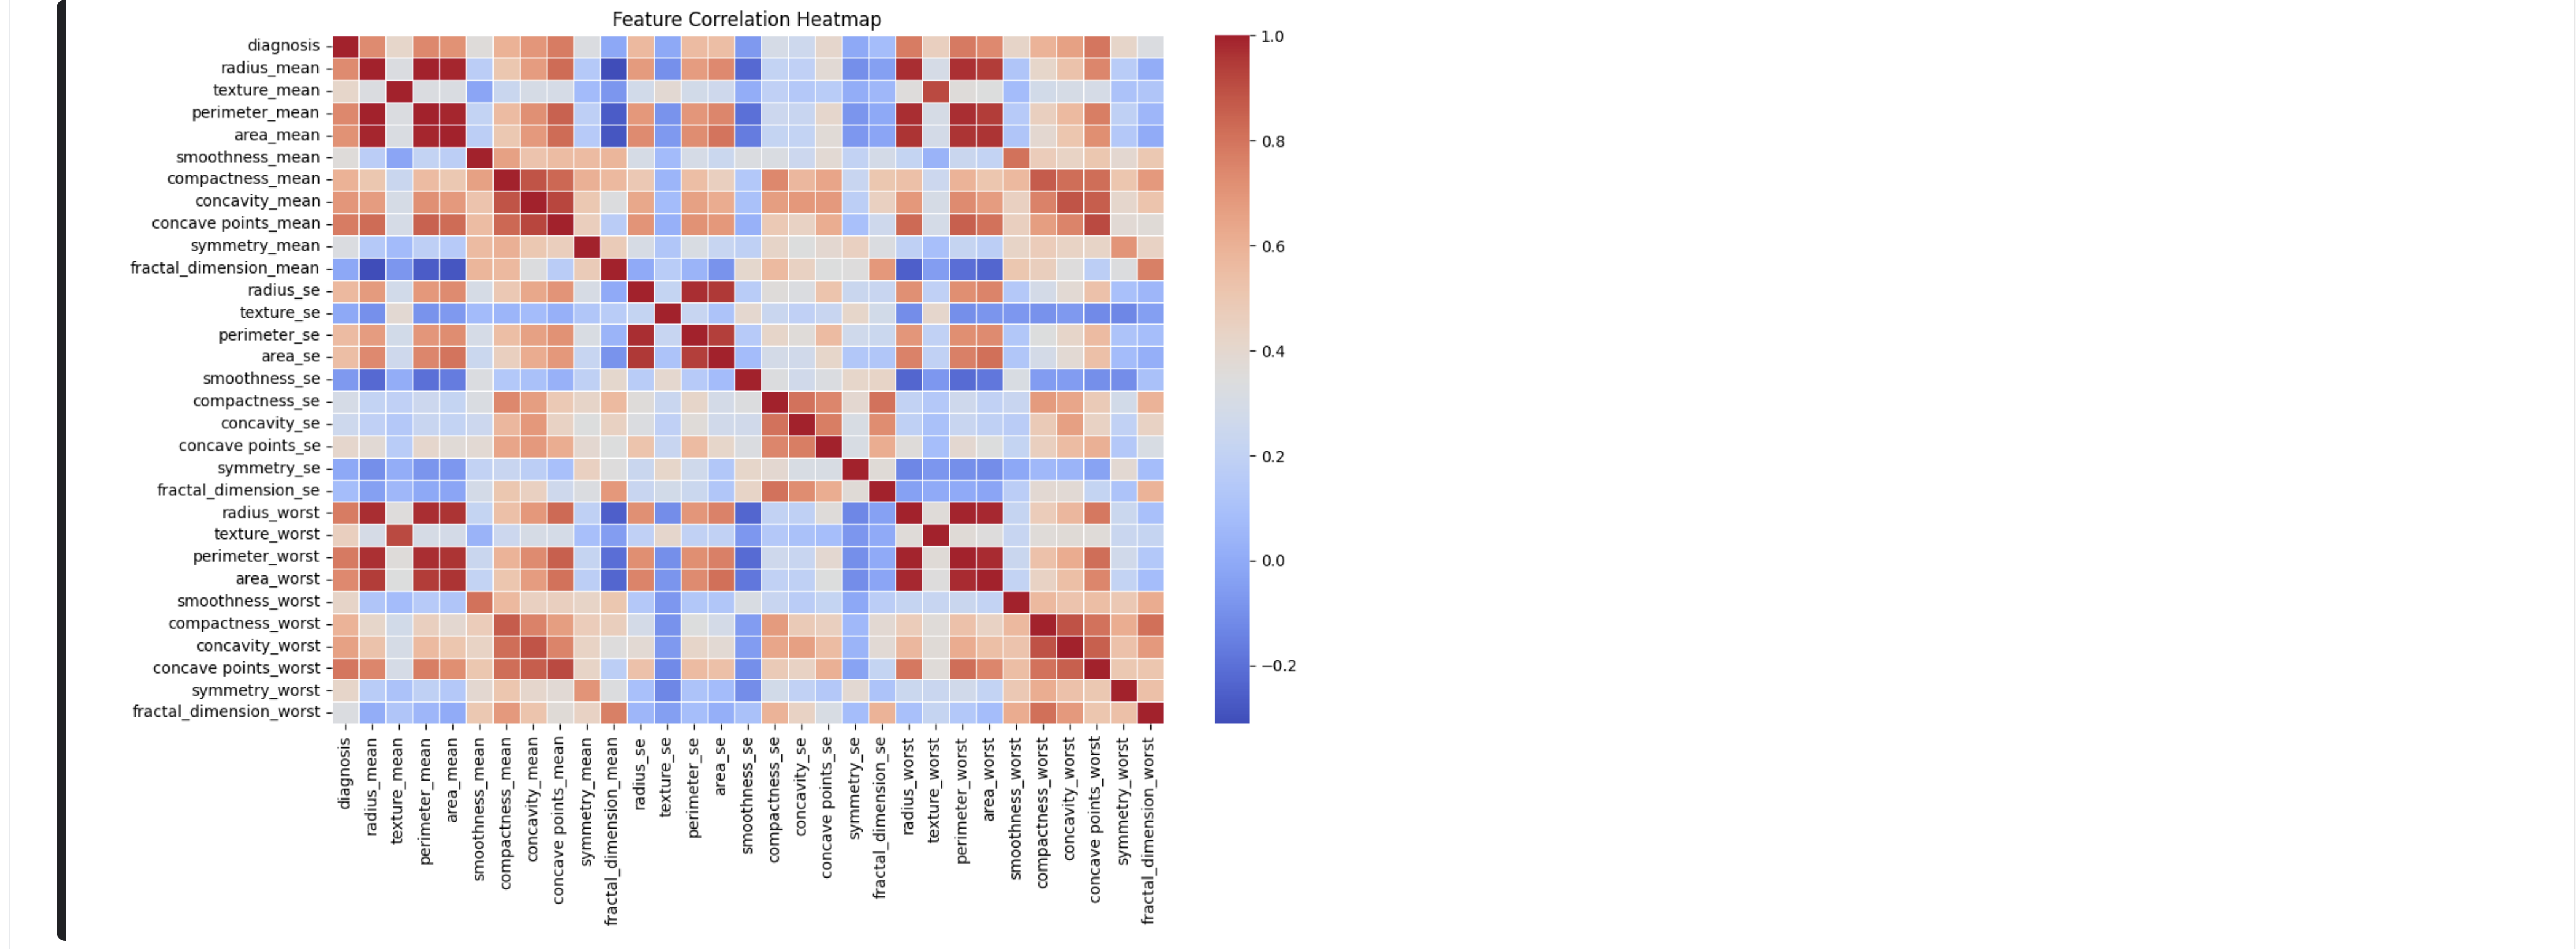 Feature Correlation Heatmap
diagnosis
radius_mean
texture_mean
perimeter_mean
area_mean
smoothness_mean
compactness_mean
concavity_mean
concave points_mean
symmetry_mean
fractal_dimension_mean
radius_se
texture_se
perimeter_se
area_se
smoothness_se
compactness_se
concavity_se
concave points_se
symmetry_se
fractal_dimension_se
radius_worst
texture_worst
perimeter_worst
area_worst
smoothness_worst
compactness_worst
concavity_worst
concave points_worst
symmetry_worst
fractal_dimension_worst
diagnosis
radius_mean
texture_mean
perimeter_mean
area_mean
smoothness_mean
compactness_mean
concavity_mean
concave points_mean
symmetry_mean
fractal_dimension_mean
radius_se
texture_se
perimeter_se
area_se
smoothness_se
compactness_se
concavity_se
concave points_se
symmetry_se
fractal_dimension_se
radius_worst
texture_worst
perimeter_worst
area_worst
smoothness_worst
compactness_worst
concavity_worst
concave points_worst
symmetry_worst
fractal_dimension_worst
1.0
0.8
0.6
0.4
0.2
0.0
−0.2